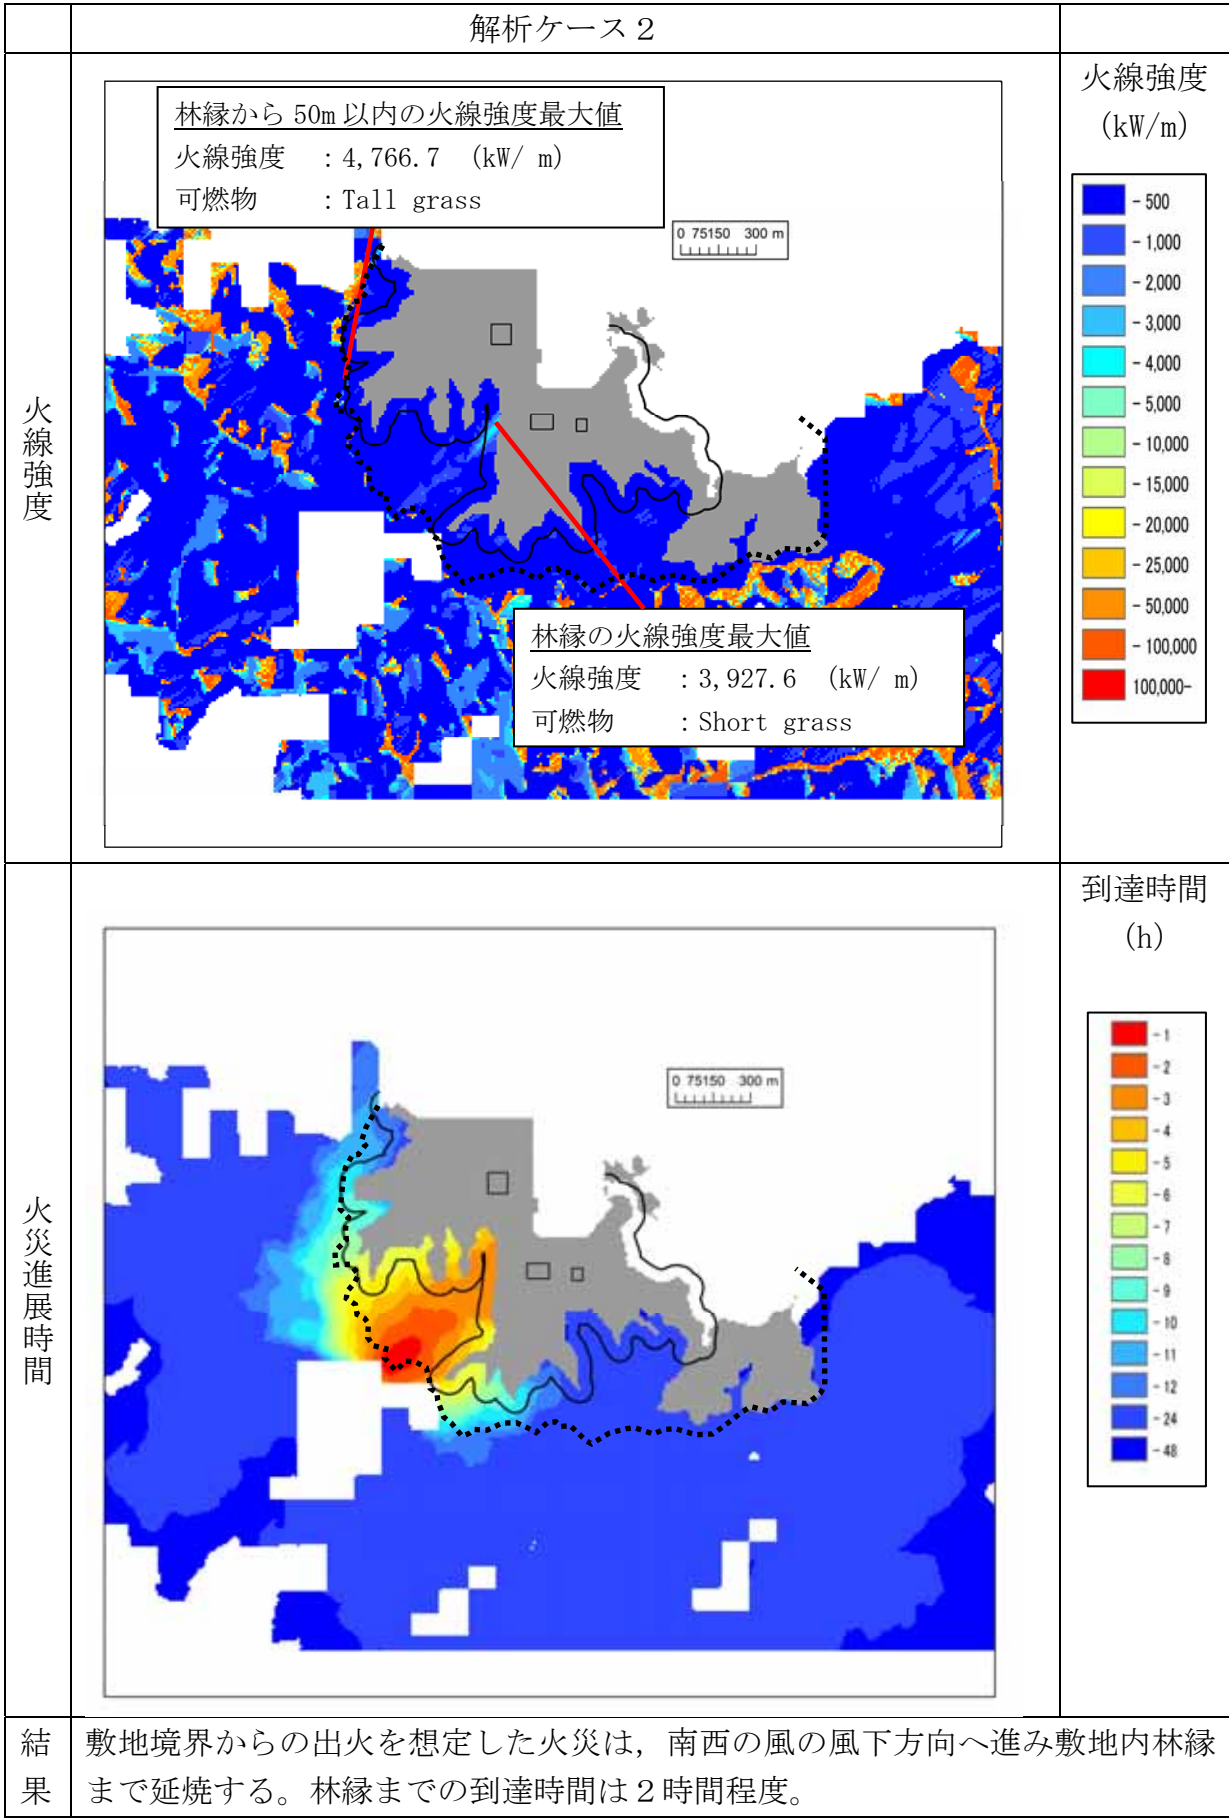 解析ケース２
火線強度
林縁から 50m 以内の火線強度最大値
火線強度 : 4,766.7 (kW/ m)
可燃物 : Tall grass
0 75150 300 m
林縁の火線強度最大値
火線強度 : 3,927.6 (kW/ m)
可燃物 : Short grass
火線強度
(kW/m)
- 500
- 1,000
- 2,000
- 3,000
- 4,000
- 5,000
- 10,000
- 15,000
- 20,000
- 25,000
- 50,000
- 100,000
100,000-
火災進展時間
0 75150 300 m
到達時間
(h)
- 1
- 2
- 3
- 4
- 5
- 6
- 7
- 8
- 9
- 10
- 11
- 12
- 24
- 48
結果
敷地境界からの出火を想定した火災は，南西の風の風下方向へ進み敷地内林縁
まで延焼する。林縁までの到達時間は２時間程度。